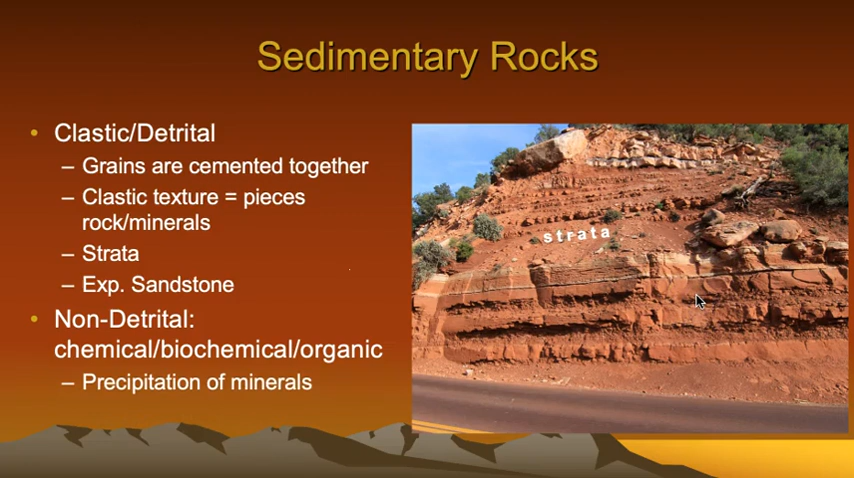 Sedimentary Rocks
• Clastic/Detrital
– Grains are cemented together
– Clastic texture = pieces
rock/minerals
– Strata
– Exp. Sandstone
• Non-Detrital:
chemical/biochemical/organic
– Precipitation of minerals
strata